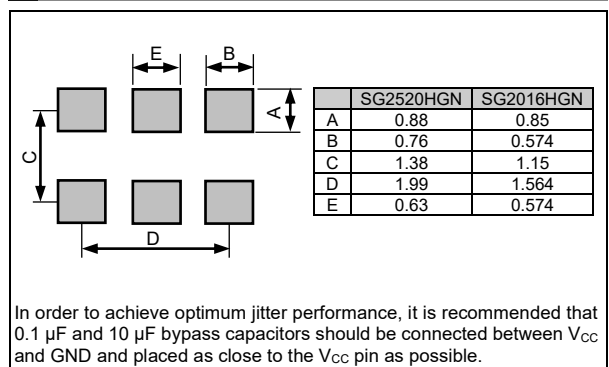 E
B
A
C
D
SG2520HGN SG2016HGN
A 0.88 0.85
B 0.76 0.574
C 1.38 1.15
D 1.99 1.564
E 0.63 0.574
In order to achieve optimum jitter performance, it is recommended that
0.1 µF and 10 µF bypass capacitors should be connected between VCC
and GND and placed as close to the VCC pin as possible.